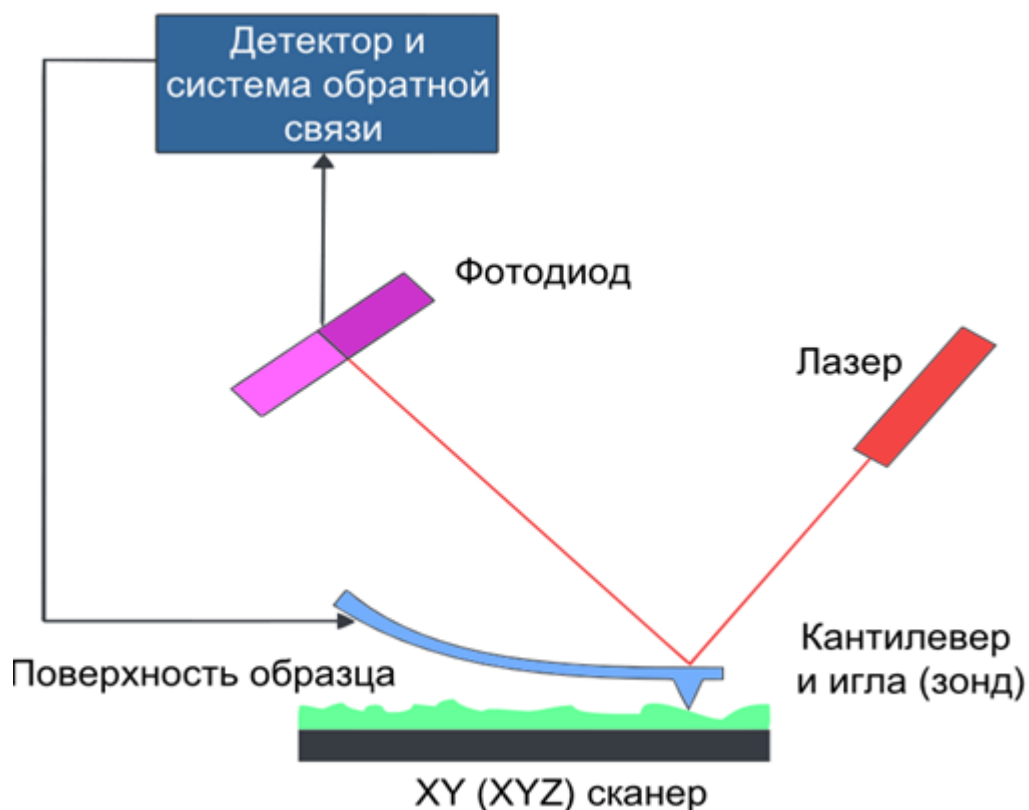 Детектор и
система обратной
связи
Фотодиод
Лазер
Кантилевер
и игла (зонд)
Поверхность образца
XY (XYZ) сканер